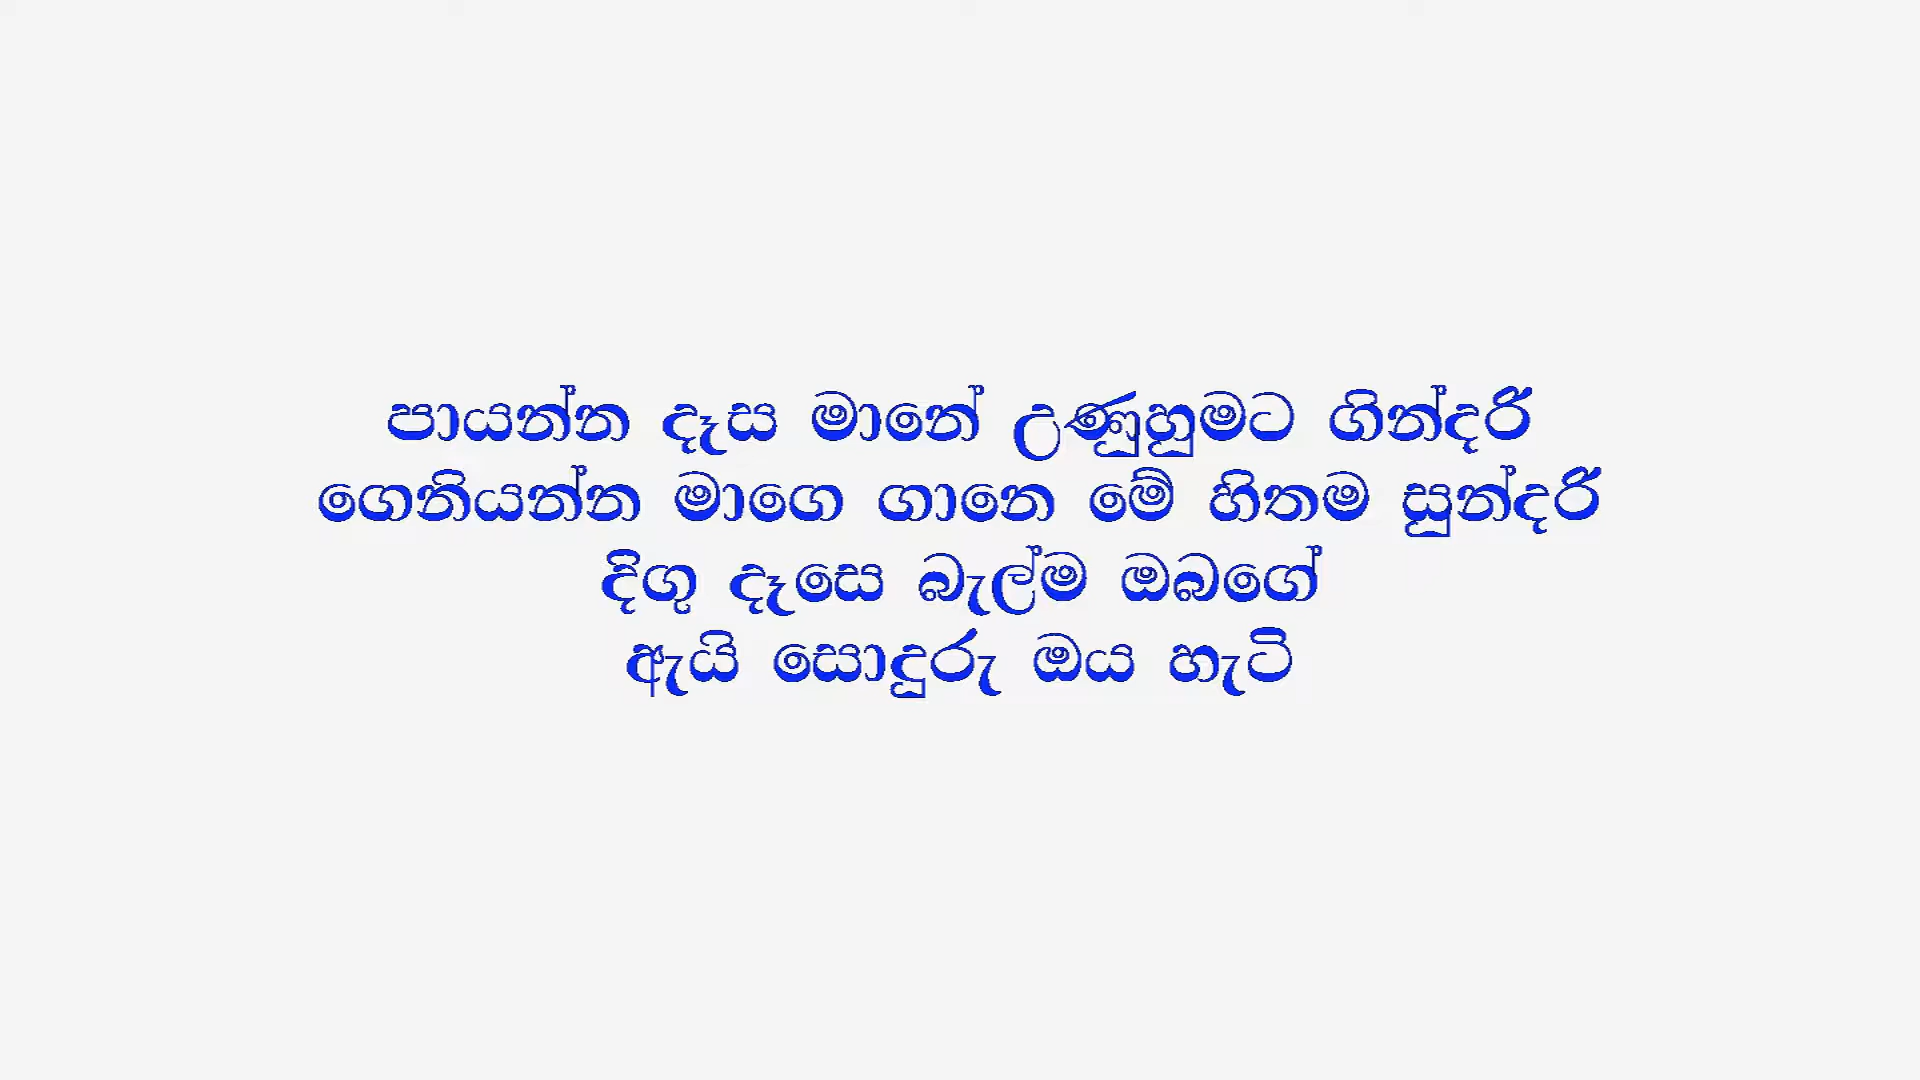 පායන්න දෑස මානේ උණුහුමට ගින්දරී
ගෙනියන්න මාගෙ ගානෙ මේ හිතම සුන්දරී
දිගු දෑසෙ බැල්ම ඔබගේ
ඇයි සොඳුරු ඔය හැටි